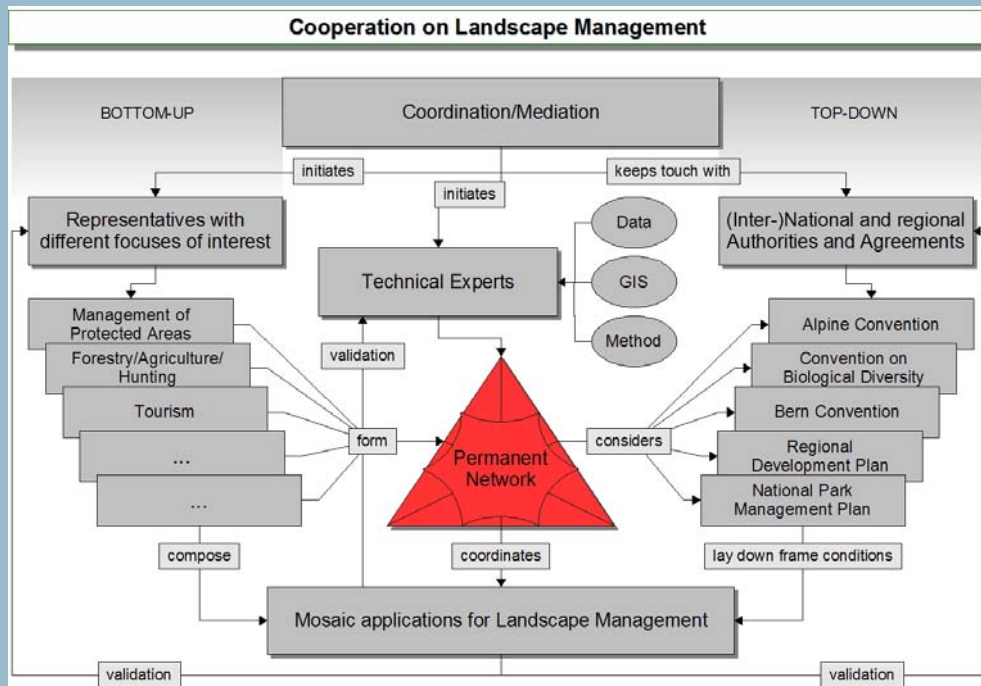 Cooperation on Landscape Management
BOTTOM-UP
Coordination/Mediation
TOP-DOWN
initiates
initiates
keeps touch with
Representatives with
different focuses of interest
Technical Experts
Data
GIS
Method
(Inter-)National and regional
Authorities and Agreements
Management of
Protected Areas
Forestry/Agriculture/
Hunting
Tourism
...
...
validation
form
Permanent
Network
considers
Alpine Convention
Convention on
Biological Diversity
Bern Convention
Regional
Development Plan
National Park
Management Plan
compose
coordinates
lay down frame conditions
Mosaic applications for Landscape Management
validation
validation